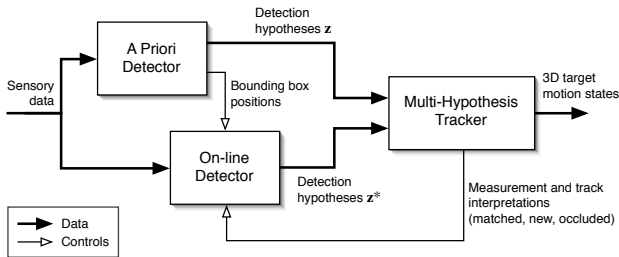 Detection
hypotheses z
A Priori
Detector
Sensory
data
Bounding box
positions
3D target
motion states
Multi-Hypothesis
Tracker
On-line
Detector
Detection
hypotheses z*
Measurement and track
interpretations
(matched, new, occluded)
Data
Controls